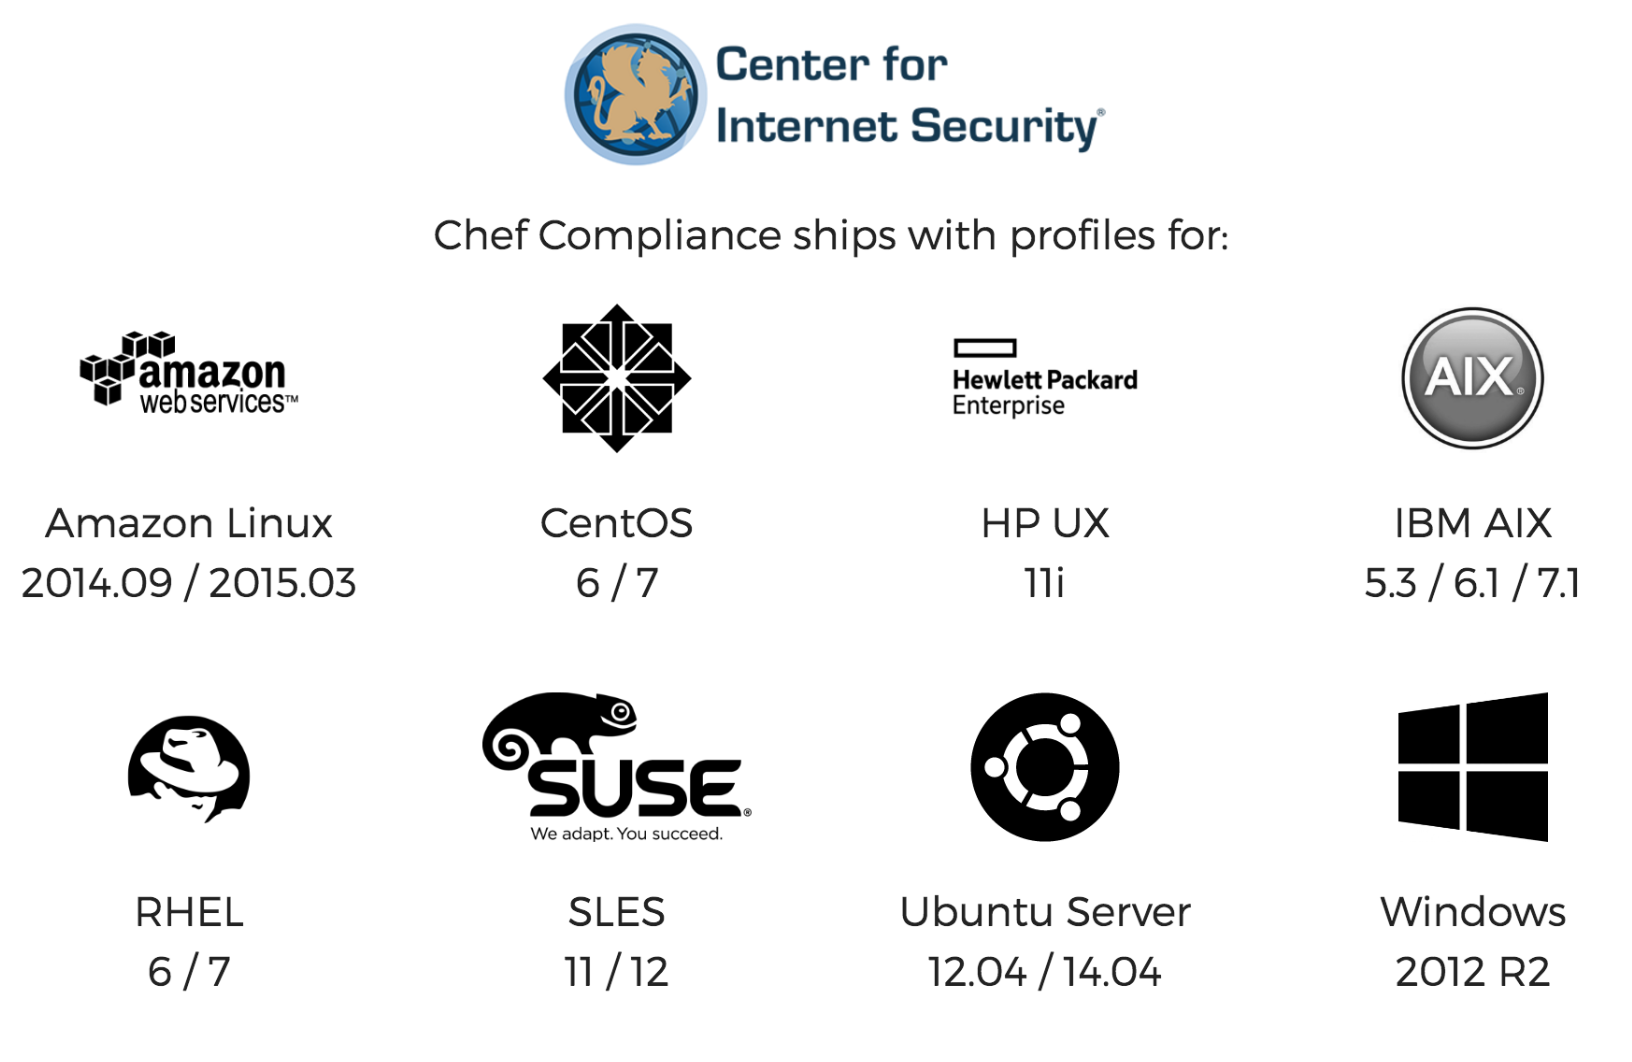 Center for
Internet Security®
Chef Compliance ships with profiles for:
amazon
web services™
Hewlett Packard
Enterprise
AIX®
Amazon Linux
2014.09 / 2015.03
CentOS
6 / 7
HP UX
11i
IBM AIX
5.3 / 6.1 / 7.1
SUSE®
We adapt. You succeed.
RHEL
6 / 7
SLES
11 / 12
Ubuntu Server
12.04 / 14.04
Windows
2012 R2